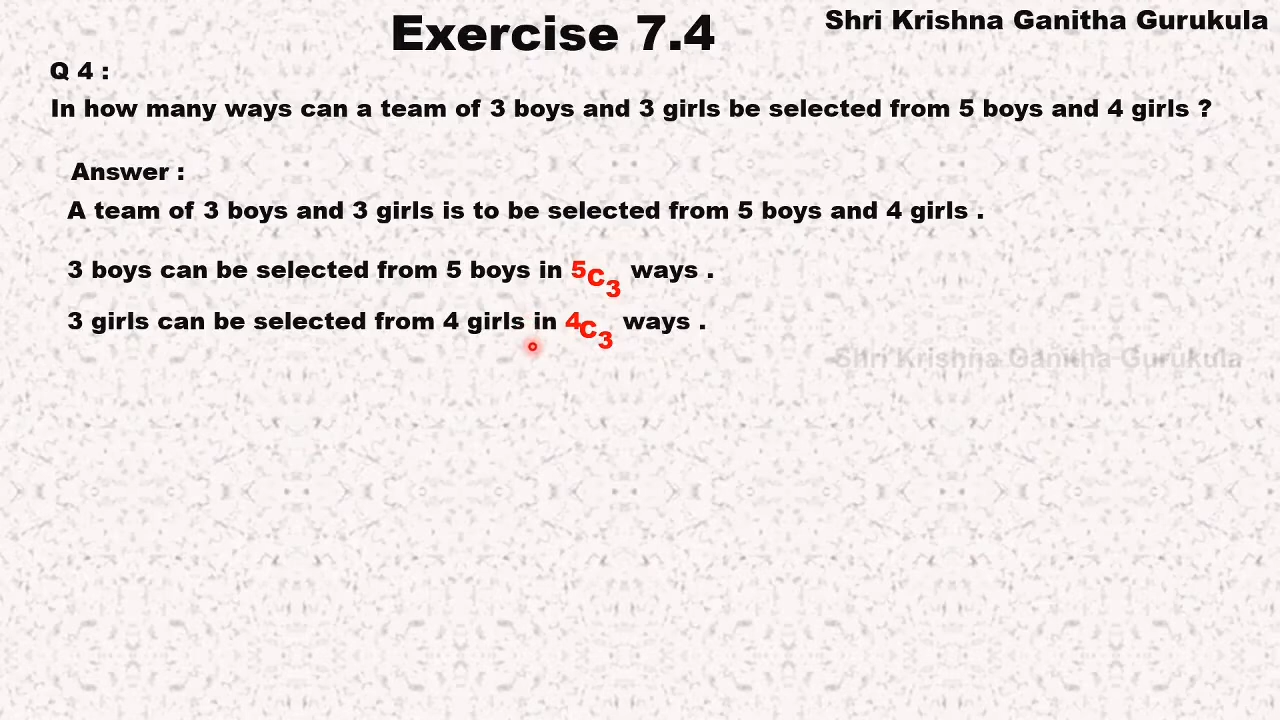 Exercise 7.4
Shri Krishna Ganitha Gurukula
Q 4 :
In how many ways can a team of 3 boys and 3 girls be selected from 5 boys and 4 girls ?
Answer :
A team of 3 boys and 3 girls is to be selected from 5 boys and 4 girls .
3 boys can be selected from 5 boys in 5C3 ways .
3 girls can be selected from 4 girls in 4C3 ways .
Shri Krishna Ganitha Gurukula